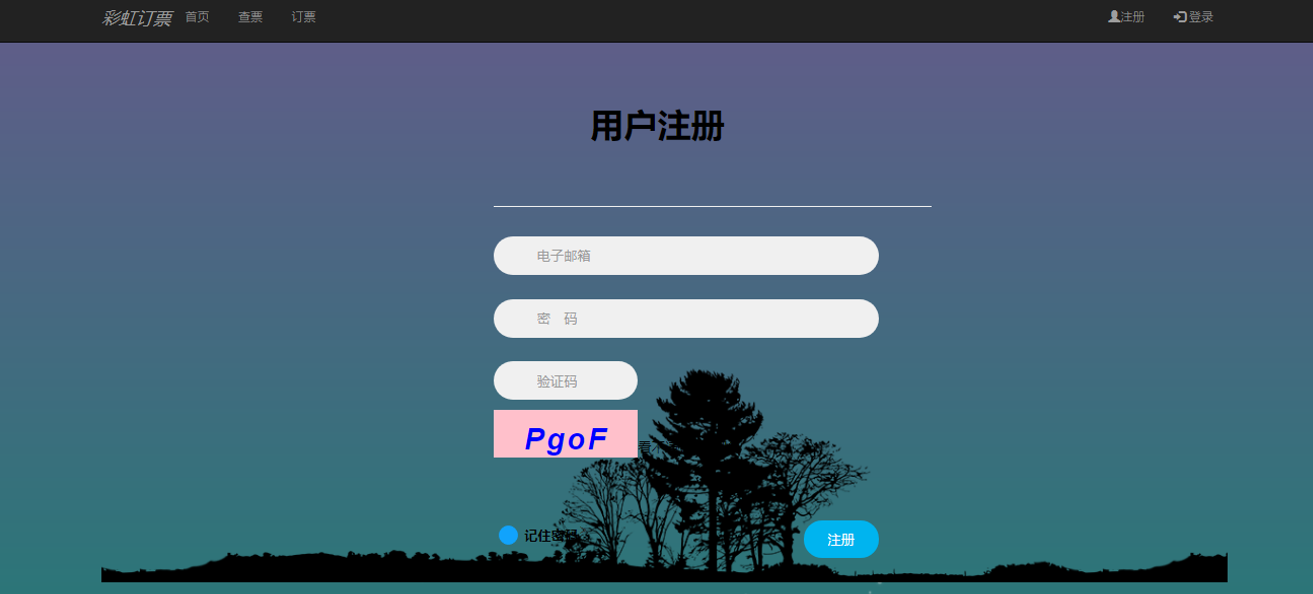 彩虹订票 首页 查票 订票 注册 登录
用户注册
电子邮箱
密 码
验证码
PgoF 看
记住密码 注册